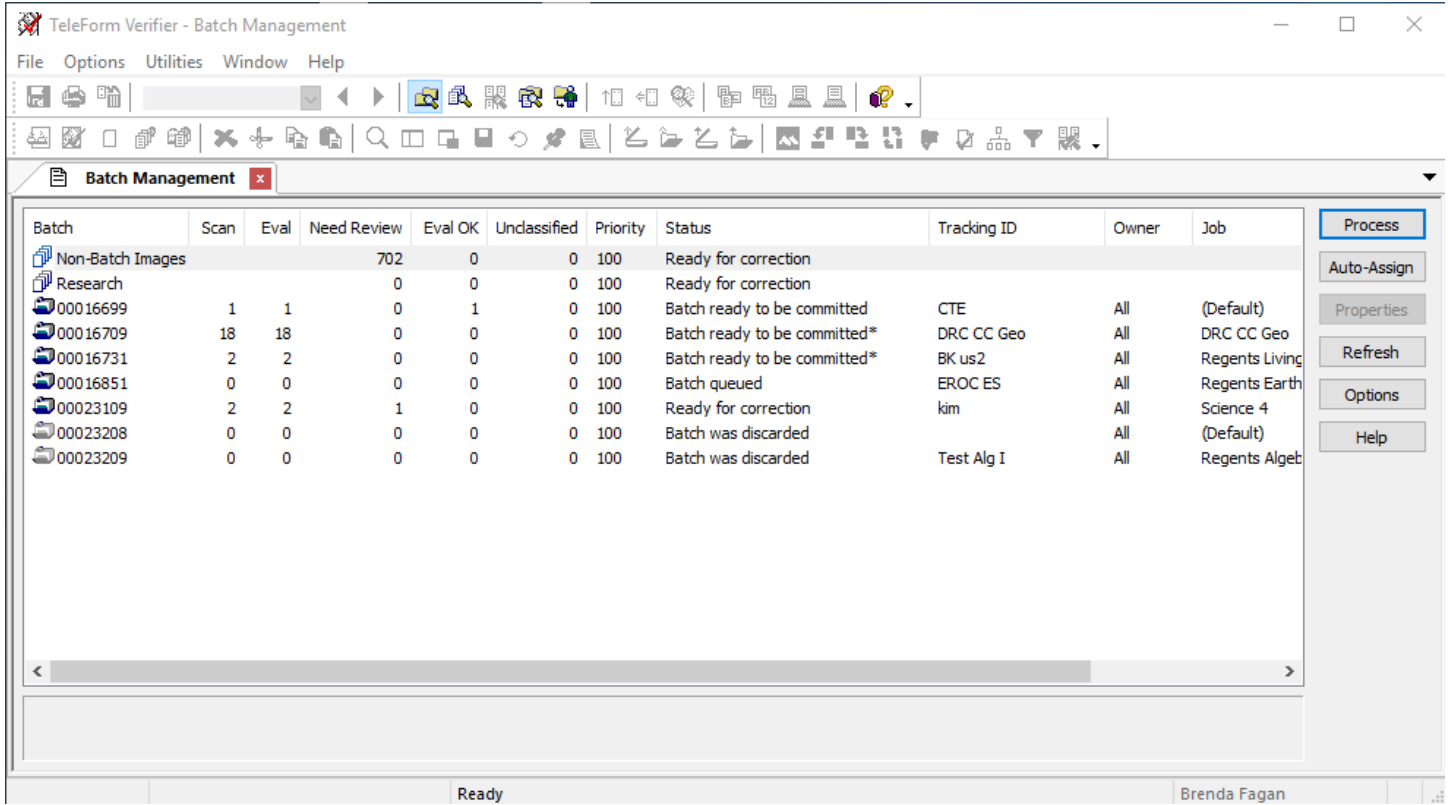 TeleForm Verifier - Batch Management
File Options Utilities Window Help
Batch Management
Batch Scan Eval Need Review Eval OK Unclassified Priority Status Tracking ID Owner Job
Non-Batch Images 702 0 0 100 Ready for correction
Research 0 0 0 100 Ready for correction
00016699 1 1 0 1 0 100 Batch ready to be committed CTE All (Default)
00016709 18 18 0 0 0 100 Batch ready to be committed* DRC CC Geo All DRC CC Geo
00016731 2 2 0 0 0 100 Batch ready to be committed* BK us2 All Regents Living
00016851 0 0 0 0 0 100 Batch queued EROC ES All Regents Earth
00023109 2 2 1 0 0 100 Ready for correction kim All Science 4
00023208 0 0 0 0 0 100 Batch was discarded All (Default)
00023209 0 0 0 0 0 100 Batch was discarded Test Alg I All Regents Algeb
Process
Auto-Assign
Properties
Refresh
Options
Help
Ready Brenda Fagan